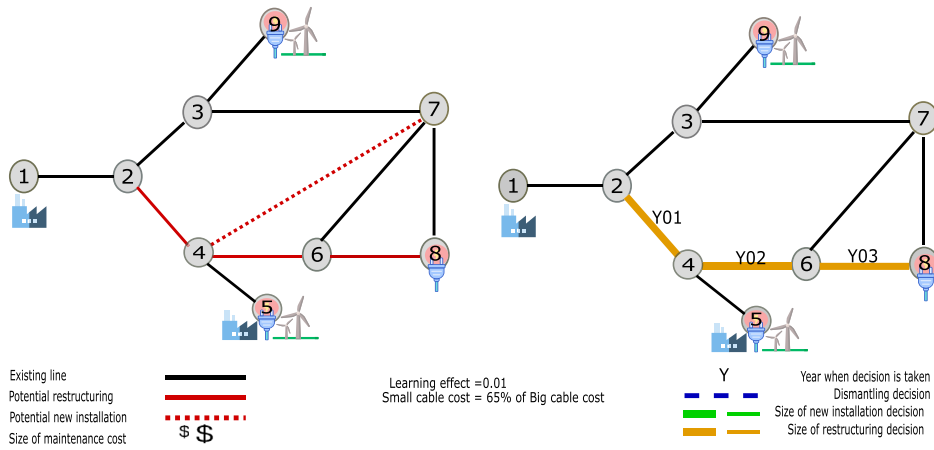 9
3
7
1
2
4
6
8
5
9
3
7
1
2
Y01
4
Y02
6
Y03
8
5
Existing line
Potential restructuring
Potential new installation
Size of maintenance cost
$ $
Learning effect =0.01
Small cable cost = 65% of Big cable cost
Y
Year when decision is taken
Dismantling decision
Size of new installation decision
Size of restructuring decision